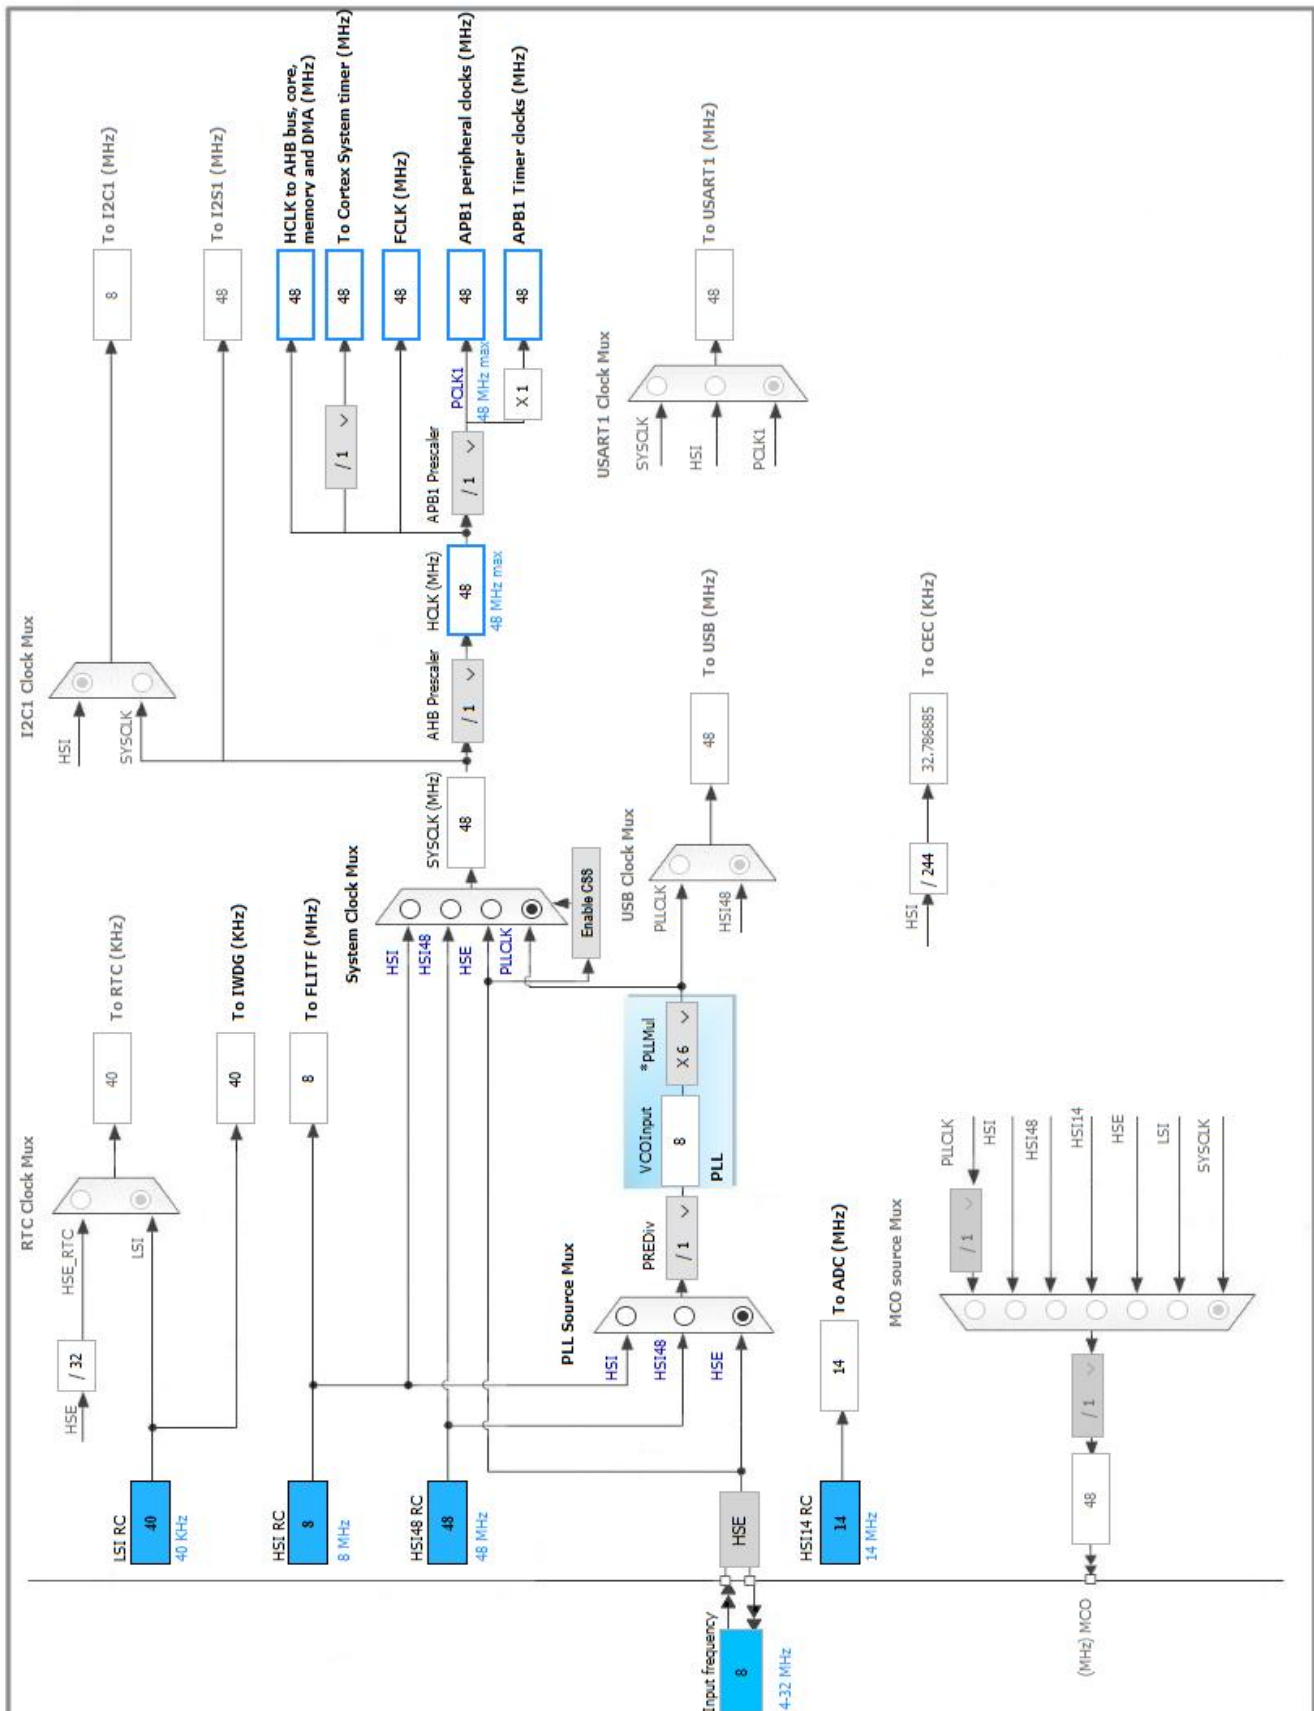 RTC Clock Mux
HSE
/ 32
HSE_RTC
LSI
40
To RTC (KHz)
LSI RC
40
40 KHz
40
To IWDG (KHz)
HSI RC
8
8 MHz
8
To FLITF (MHz)
HSI48 RC
48
48 MHz
System Clock Mux
HSI
HSI48
HSE
PLLCLK
Enable CSS
SYSCLK (MHz)
48
AHB Prescaler
/ 1
HCLK (MHz)
48
48 MHz max
APB1 Prescaler
/ 1
PCLK1
48 MHz max
X 1
/ 1
I2C1 Clock Mux
HSI
SYSCLK
8
To I2C1 (MHz)
48
To I2S1 (MHz)
48
HCLK to AHB bus, core,
memory and DMA (MHz)
48
To Cortex System timer (MHz)
48
FCLK (MHz)
48
APB1 peripheral clocks (MHz)
48
APB1 Timer clocks (MHz)
Input frequency
8
4-32 MHz
HSE
PLL Source Mux
HSI
HSI48
HSE
PREDiv
/ 1
VCOInput
8
*PLLMul
X 6
PLL
USB Clock Mux
PLLCLK
HSI48
48
To USB (MHz)
USART1 Clock Mux
SYSCLK
HSI
PCLK1
48
To USART1 (MHz)
HSI14 RC
14
14 MHz
14
To ADC (MHz)
HSI
/ 244
32.786885
To CEC (KHz)
MCO source Mux
PLLCLK
/ 1
HSI
HSI48
HSI14
HSE
LSI
SYSCLK
/ 1
48
(MHz) MCO